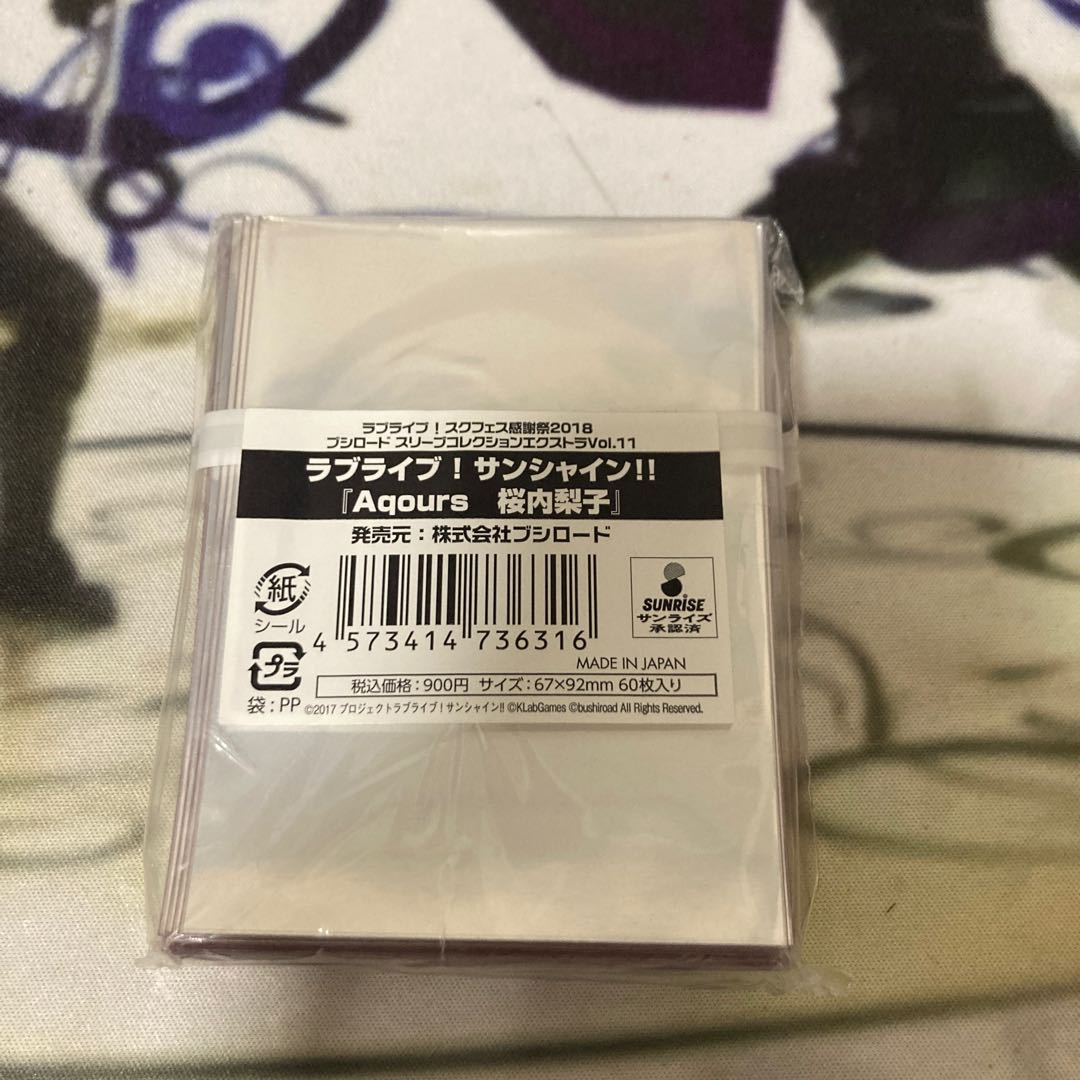 ラブライブ！スクフェス感謝祭2018
ブシロード スリーブコレクションエクストラVol.11
ラブライブ！サンシャイン!!
『Aqours　桜内梨子』
発売元：株式会社ブシロード
紙
シール
プラ
袋：PP
4 573414 736316
SUNRISE
サンライズ
承認済
MADE IN JAPAN
税込価格：900円 サイズ：67×92mm 60枚入り
©2017 プロジェクトラブライブ！サンシャイン!! ©KLabGames ©bushiroad All Rights Reserved.